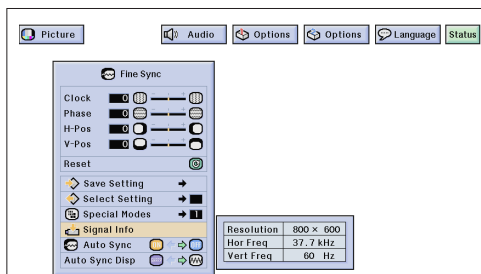 Picture Audio Options Options Language Status
Fine Sync
Clock 0
Phase 0
H-Pos 0
V-Pos 0
Reset
Save Setting
Select Setting
Special Modes 1
Signal Info
Auto Sync
Auto Sync Disp
Resolution 800 × 600
Hor Freq 37.7 kHz
Vert Freq 60 Hz